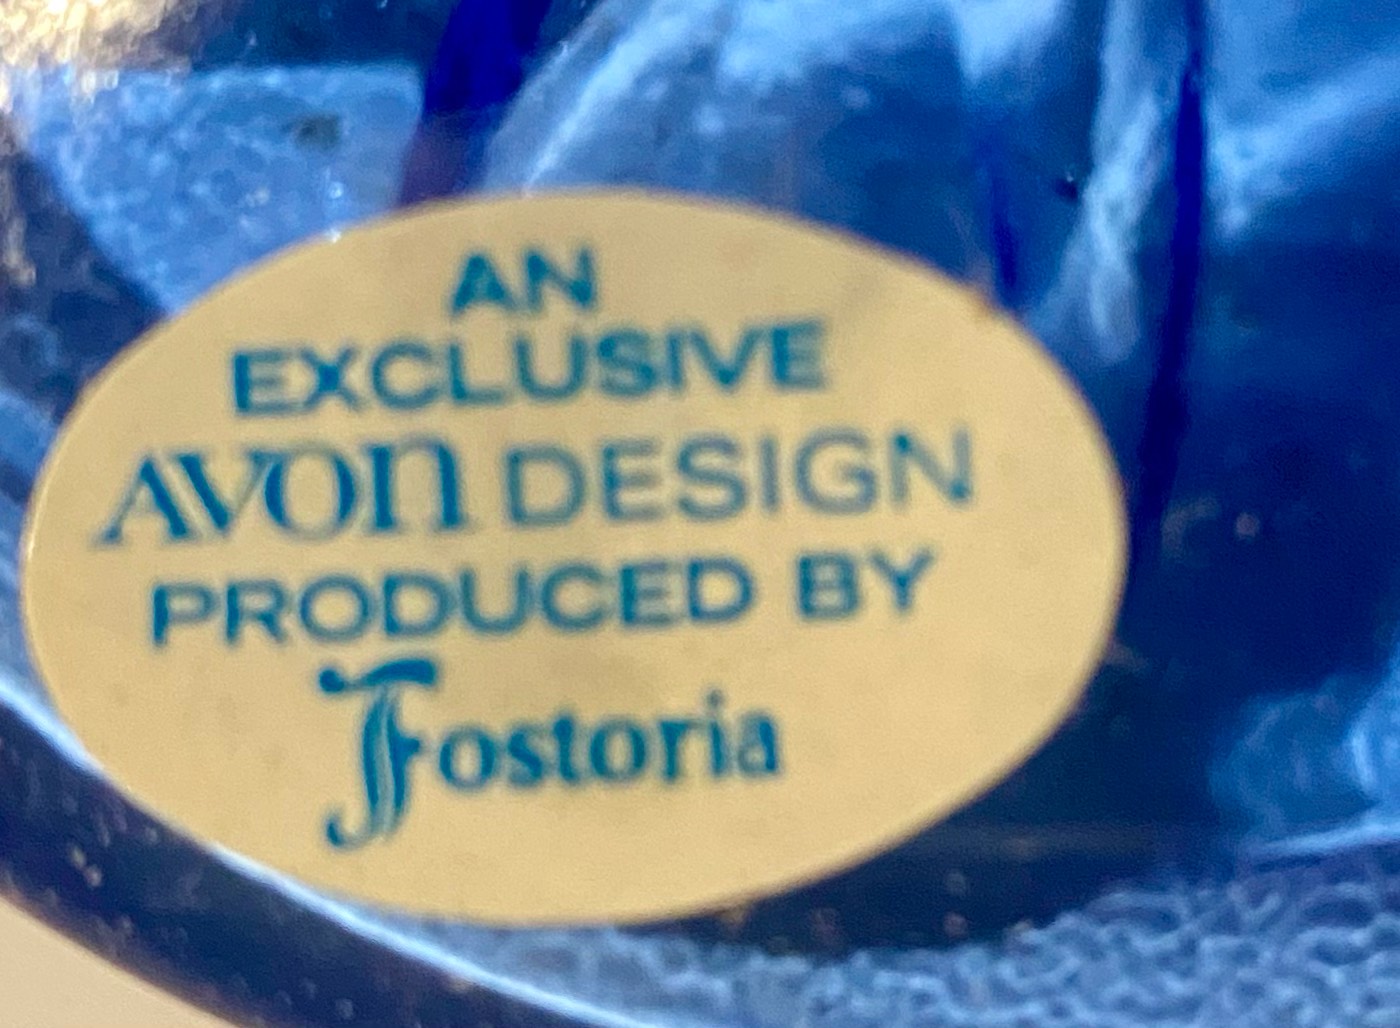 AN
EXCLUSIVE
AVON DESIGN
PRODUCED BY
Fostoria